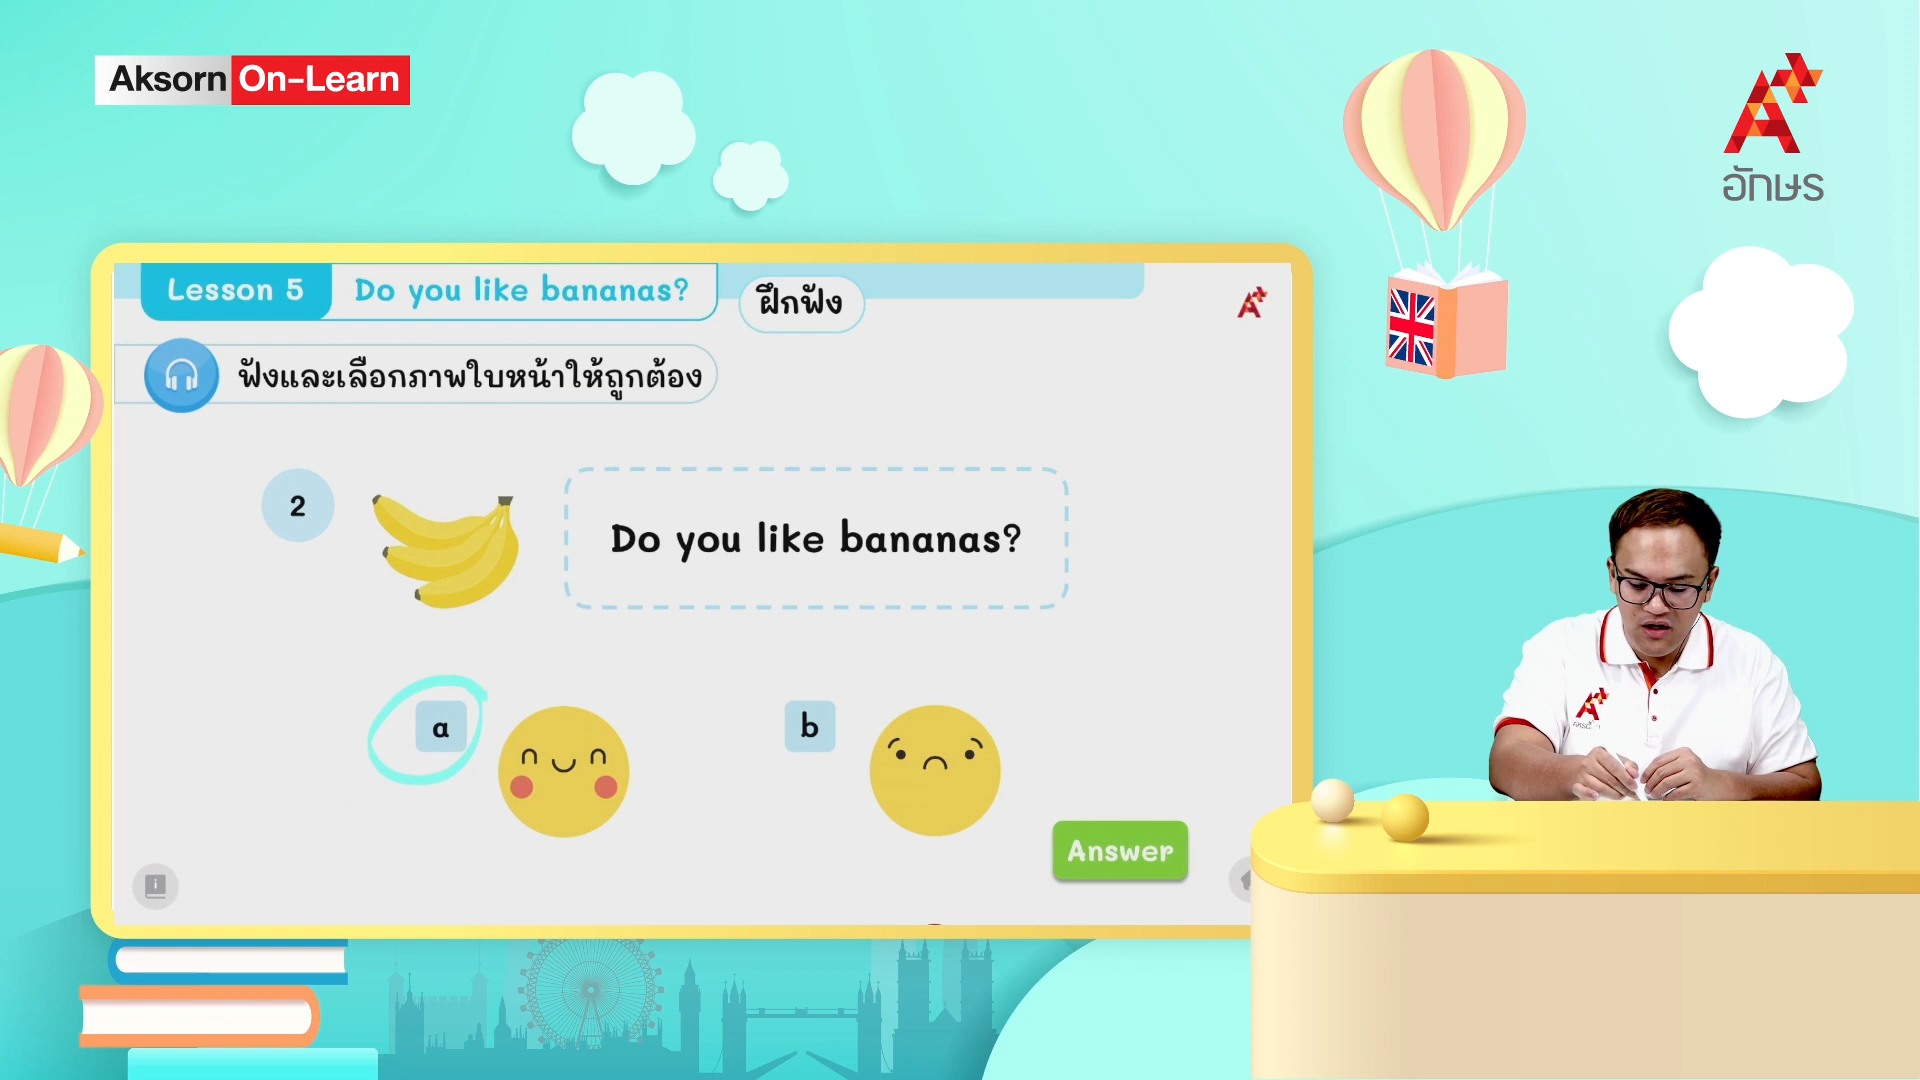 Aksorn On-Learn
อักษร
Lesson 5 Do you like bananas? ฝึกฟัง
ฟังและเลือกภาพใบหน้าให้ถูกต้อง
2
Do you like bananas?
a
b
Answer